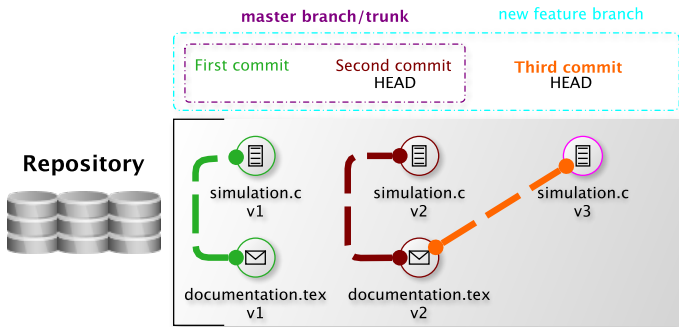 master branch/trunk
new feature branch
First commit
Second commit
HEAD
Third commit
HEAD
Repository
simulation.c
v1
simulation.c
v2
simulation.c
v3
documentation.tex
v1
documentation.tex
v2